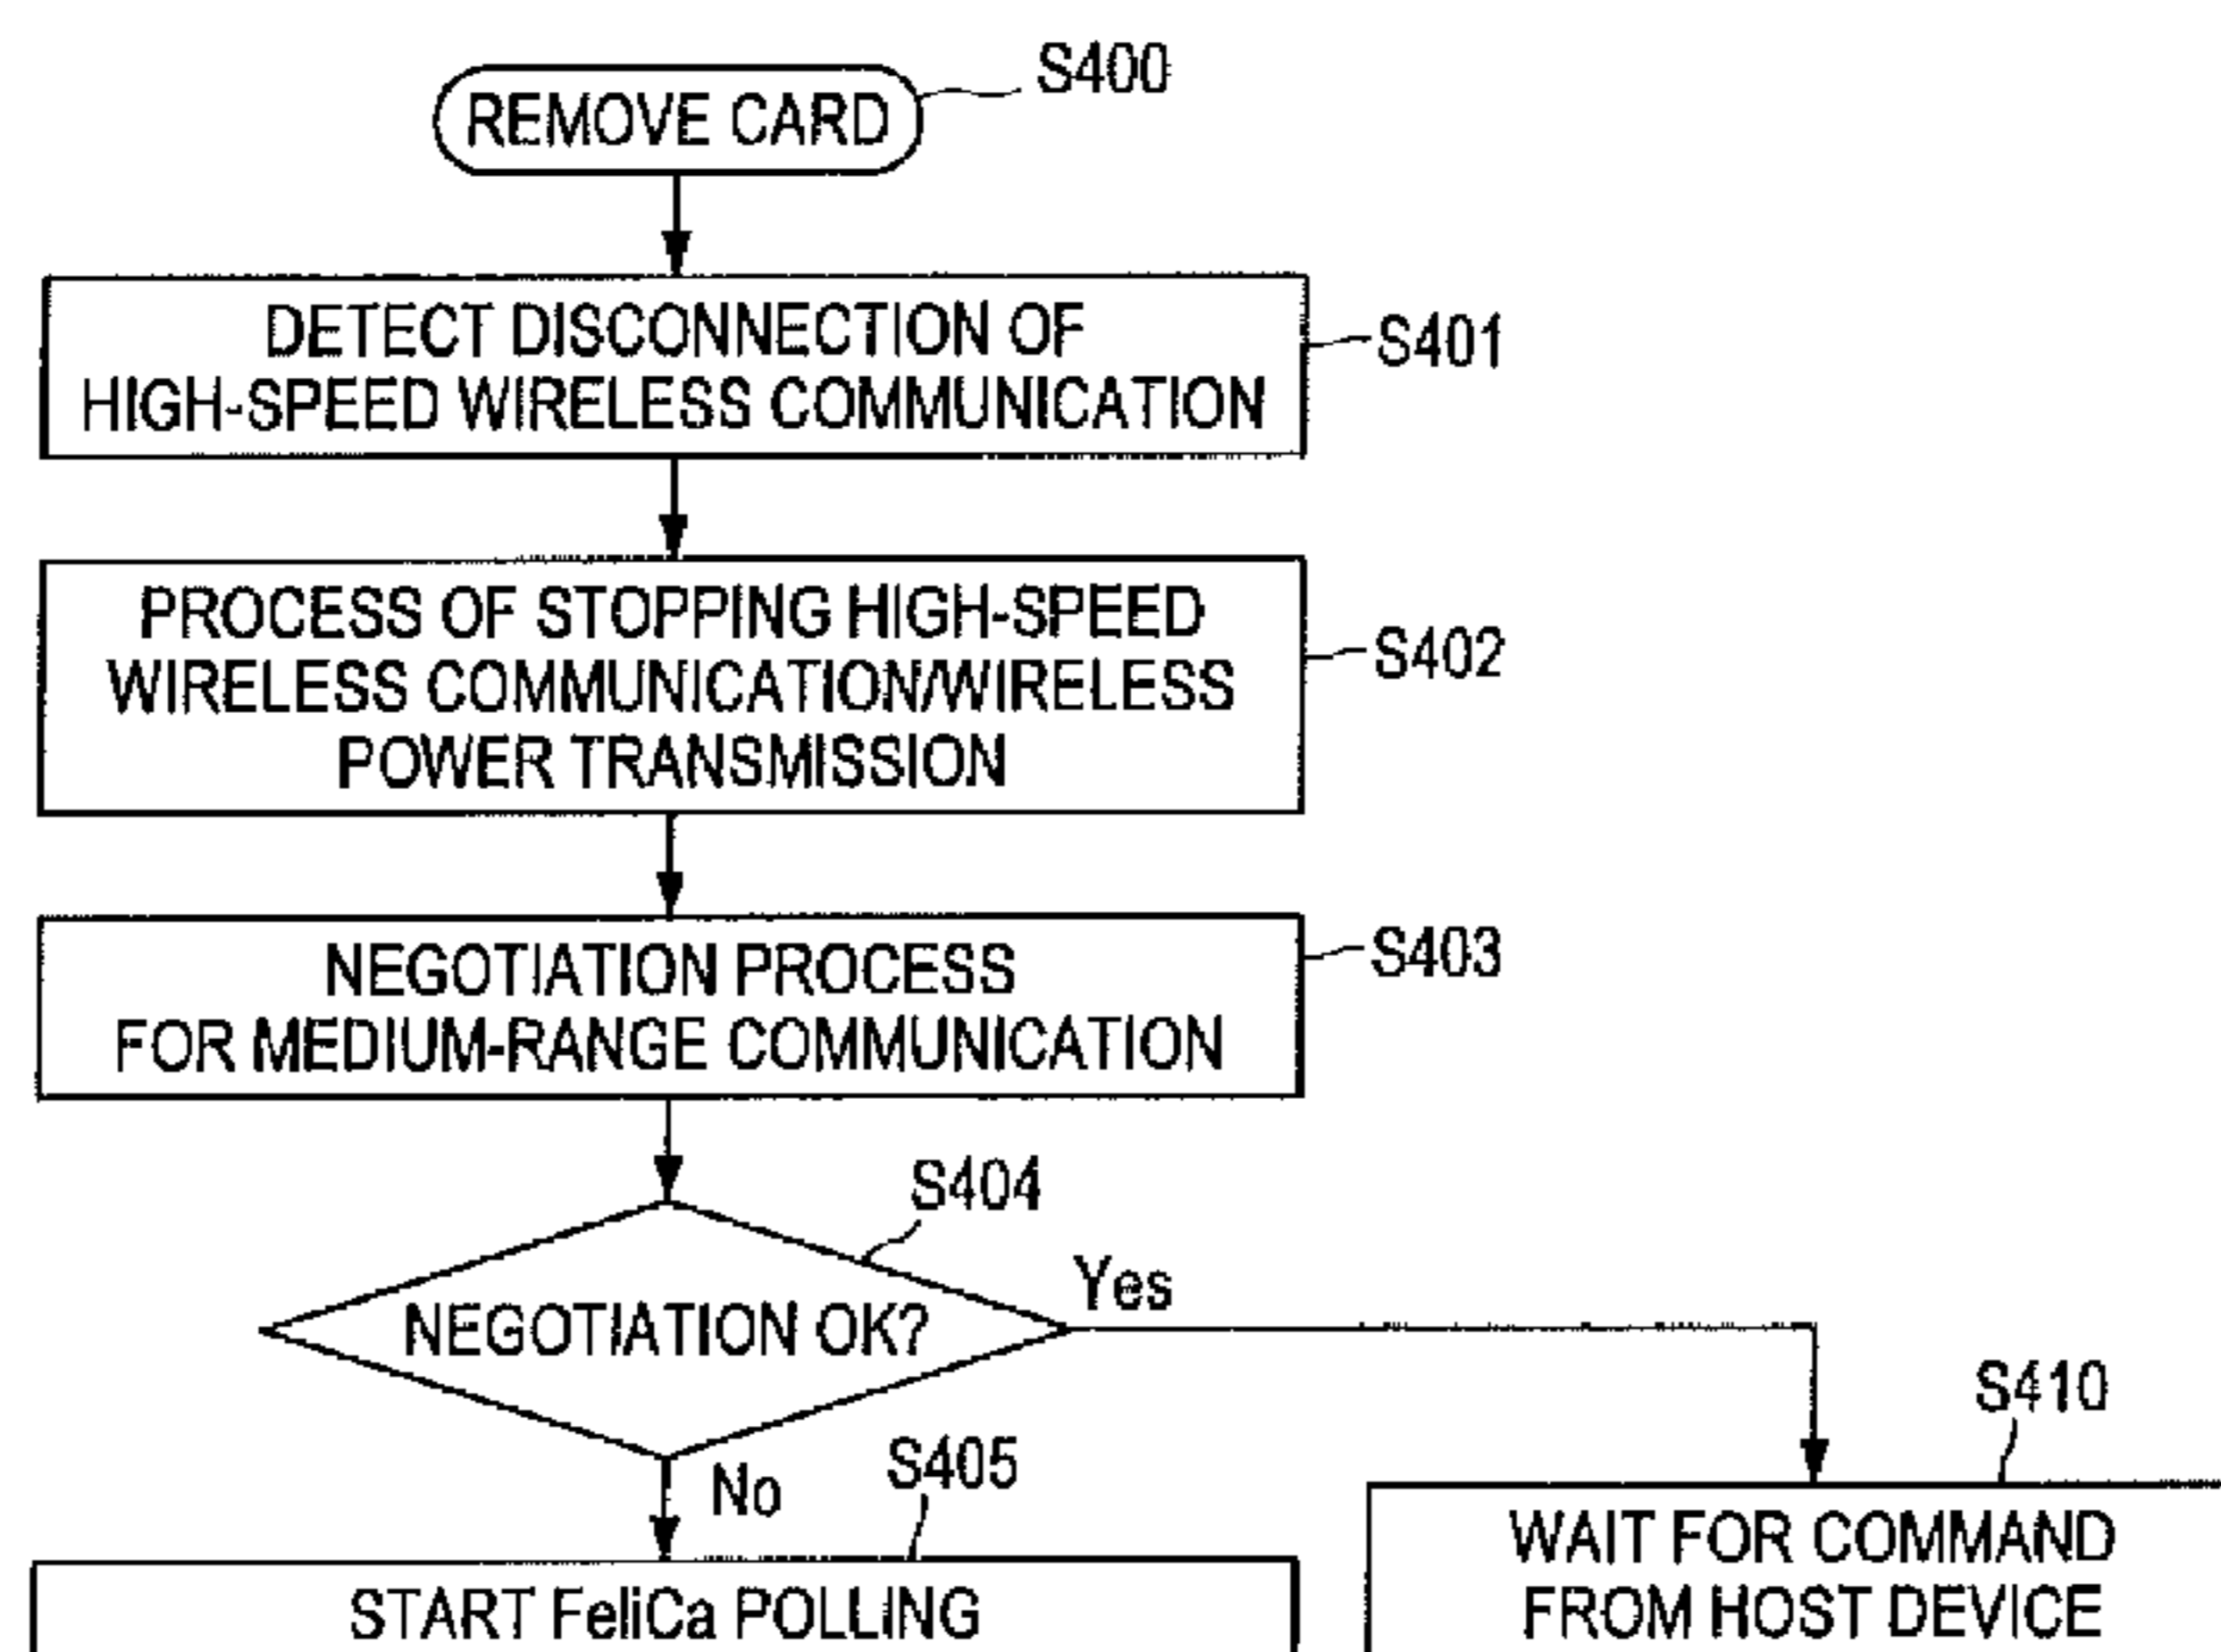 REMOVE CARD
S400
DETECT DISCONNECTION OF
HIGH-SPEED WIRELESS COMMUNICATION
S401
PROCESS OF STOPPING HIGH-SPEED
WIRELESS COMMUNICATION/WIRELESS
POWER TRANSMISSION
S402
NEGOTIATION PROCESS
FOR MEDIUM-RANGE COMMUNICATION
S403
S404
NEGOTIATION OK?
Yes
No
S405
START FeliCa POLLING
S410
WAIT FOR COMMAND
FROM HOST DEVICE